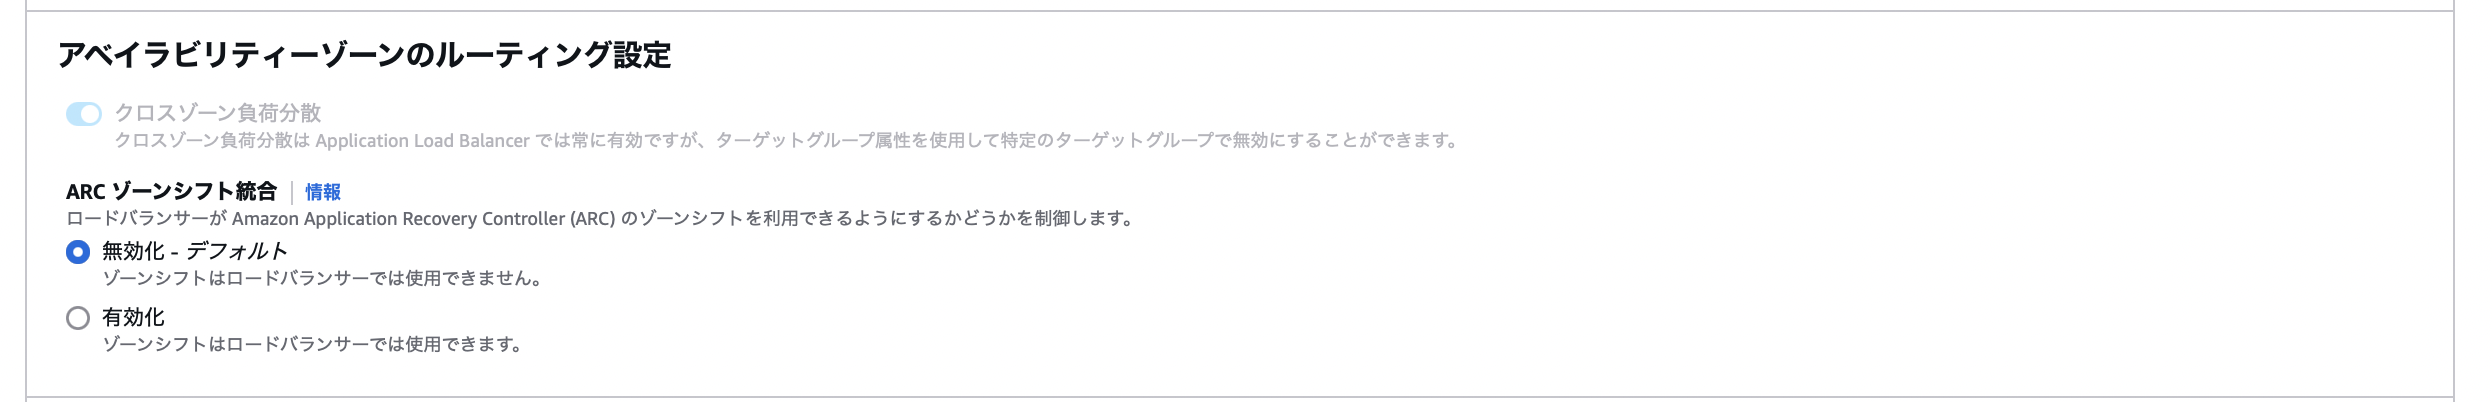 アベイラビリティーゾーンのルーティング設定
クロスゾーン負荷分散
クロスゾーン負荷分散は Application Load Balancer では常に有効ですが、ターゲットグループ属性を使用して特定のターゲットグループで無効にすることができます。
ARC ゾーンシフト統合 | 情報
ロードバランサーが Amazon Application Recovery Controller (ARC) のゾーンシフトを利用できるようにするかどうかを制御します。
無効化 - デフォルト
ゾーンシフトはロードバランサーでは使用できません。
有効化
ゾーンシフトはロードバランサーでは使用できます。